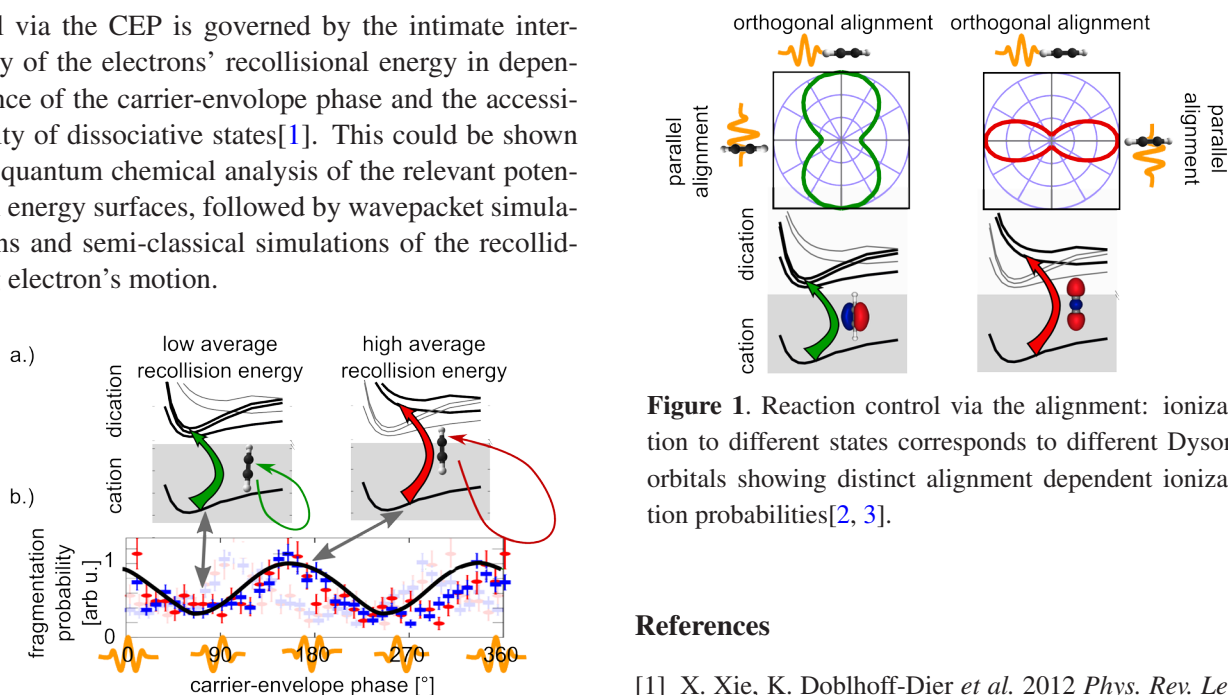 l via the CEP is governed by the intimate inter-
y of the electrons' recollisional energy in depen-
nce of the carrier-envolope phase and the accessi-
ity of dissociative states[1]. This could be shown
quantum chemical analysis of the relevant poten-
l energy surfaces, followed by wavepacket simula-
ns and semi-classical simulations of the recollid-
electron's motion.
a.)
low average
recollision energy
high average
recollision energy
dication
cation
b.)
fragmentation
probability
[arb u.]
1
0
0 90 180 270 360
carrier-envelope phase [°]
orthogonal alignment
orthogonal alignment
parallel
alignment
parallel
alignment
dication
cation
Figure 1. Reaction control via the alignment: ioniza-
tion to different states corresponds to different Dyson
orbitals showing distinct alignment dependent ioniza-
tion probabilities[2, 3].
References
[1] X. Xie, K. Doblhoff-Dier et al. 2012 Phys. Rev. Le